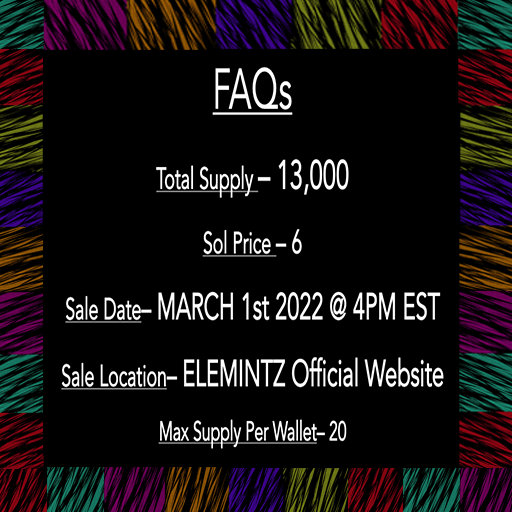 FAQs
Total Supply – 13,000
Sol Price – 6
Sale Date– MARCH 1st 2022 @ 4PM EST
Sale Location– ELEMINTZ Official Website
Max Supply Per Wallet– 20